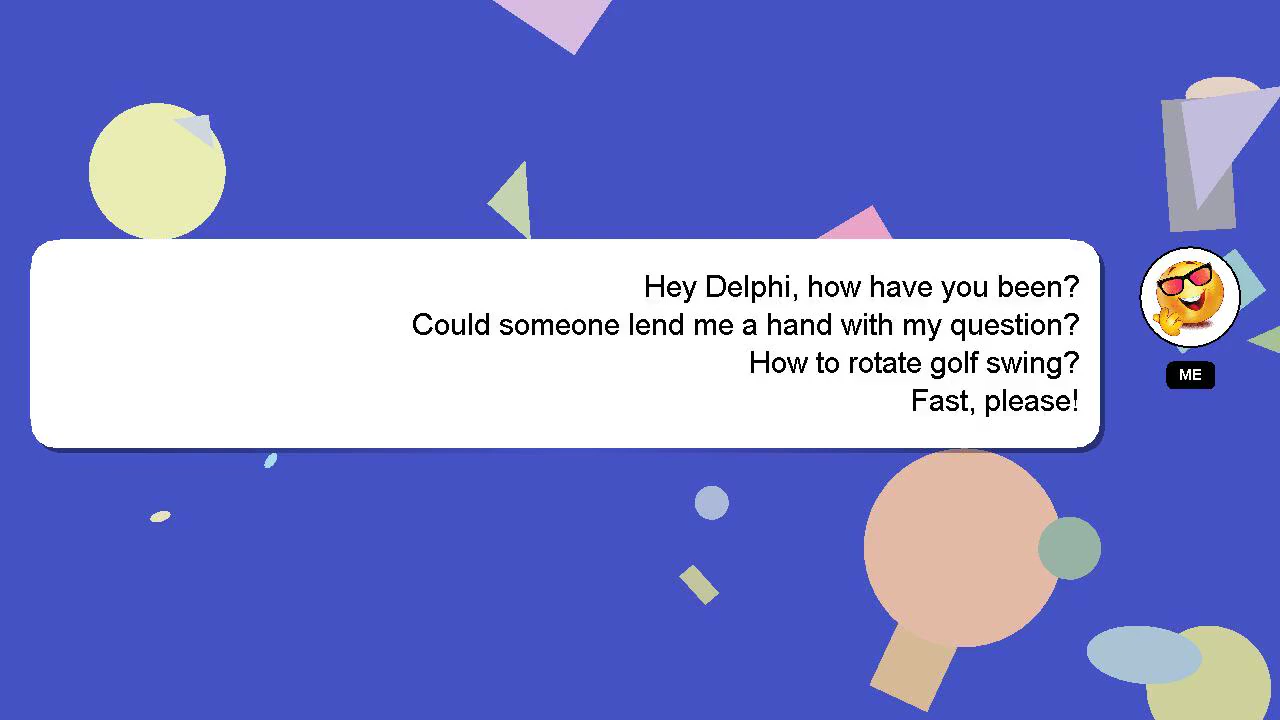 Hey Delphi, how have you been?
Could someone lend me a hand with my question?
How to rotate golf swing?
Fast, please!
ME